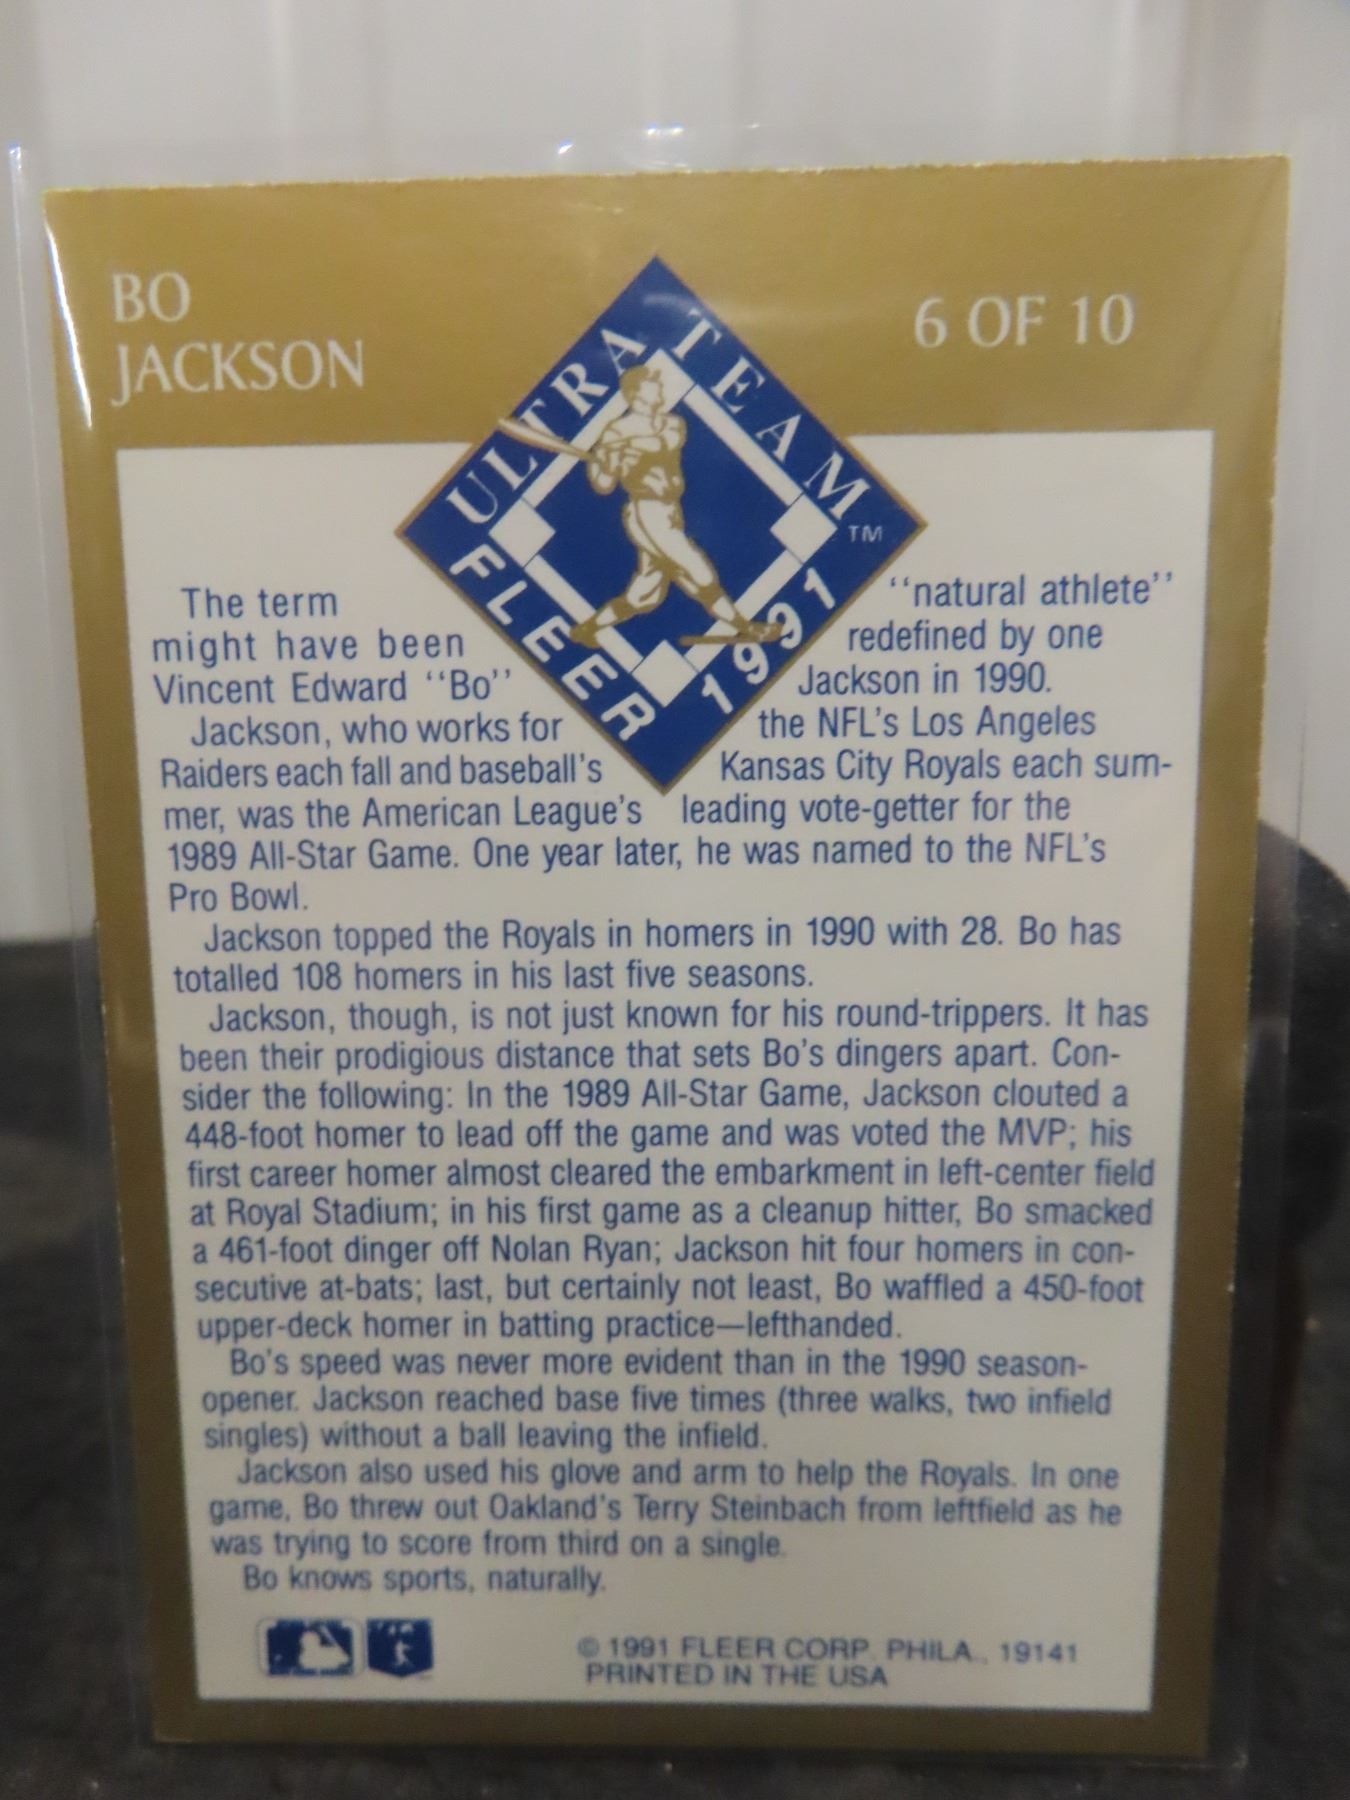 BO
JACKSON
6 OF 10
ULTRA TEAM
TM
FLEER 1991
The term "natural athlete"
might have been redefined by one
Vincent Edward "Bo" Jackson in 1990.
Jackson, who works for the NFL's Los Angeles
Raiders each fall and baseball's Kansas City Royals each sum-
mer, was the American League's leading vote-getter for the
1989 All-Star Game. One year later, he was named to the NFL's
Pro Bowl.
Jackson topped the Royals in homers in 1990 with 28. Bo has
totalled 108 homers in his last five seasons.
Jackson, though, is not just known for his round-trippers. It has
been their prodigious distance that sets Bo's dingers apart. Con-
sider the following: In the 1989 All-Star Game, Jackson clouted a
448-foot homer to lead off the game and was voted the MVP; his
first career homer almost cleared the embarkment in left-center field
at Royal Stadium; in his first game as a cleanup hitter, Bo smacked
a 461-foot dinger off Nolan Ryan; Jackson hit four homers in con-
secutive at-bats; last, but certainly not least, Bo waffled a 450-foot
upper-deck homer in batting practice—lefthanded.
Bo's speed was never more evident than in the 1990 season-
opener. Jackson reached base five times (three walks, two infield
singles) without a ball leaving the infield.
Jackson also used his glove and arm to help the Royals. In one
game, Bo threw out Oakland's Terry Steinbach from leftfield as he
was trying to score from third on a single.
Bo knows sports, naturally.
© 1991 FLEER CORP. PHILA., 19141
PRINTED IN THE USA